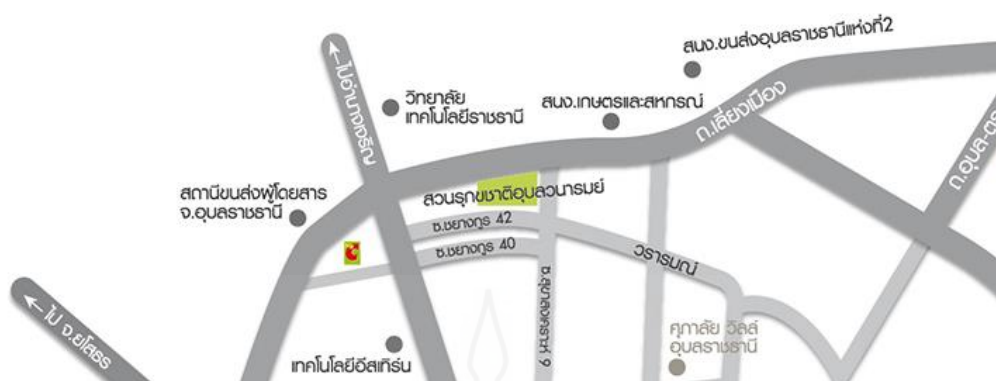 สนง.ขนส่งอุบลราชธานีแห่งที่2
ไปอำนาจเจริญ
วิทยาลัย
เทคโนโลยีราชธานี
สนง.เกษตรและสหกรณ์
ถ.เลี่ยงเมือง
ถ.อุบล-ตร
สถานีขนส่งผู้โดยสาร
จ.อุบลราชธานี
สวนรุกขชาติอุบลวนารมย์
ซ.ชยางกูร 42
ซ.ชยางกูร 40
วรารมณ์
ไป จ.ยโสธร
เทคโนโลยีอีสเทิร์น
ศุภาลัย วิลล์
อุบลราชธานี